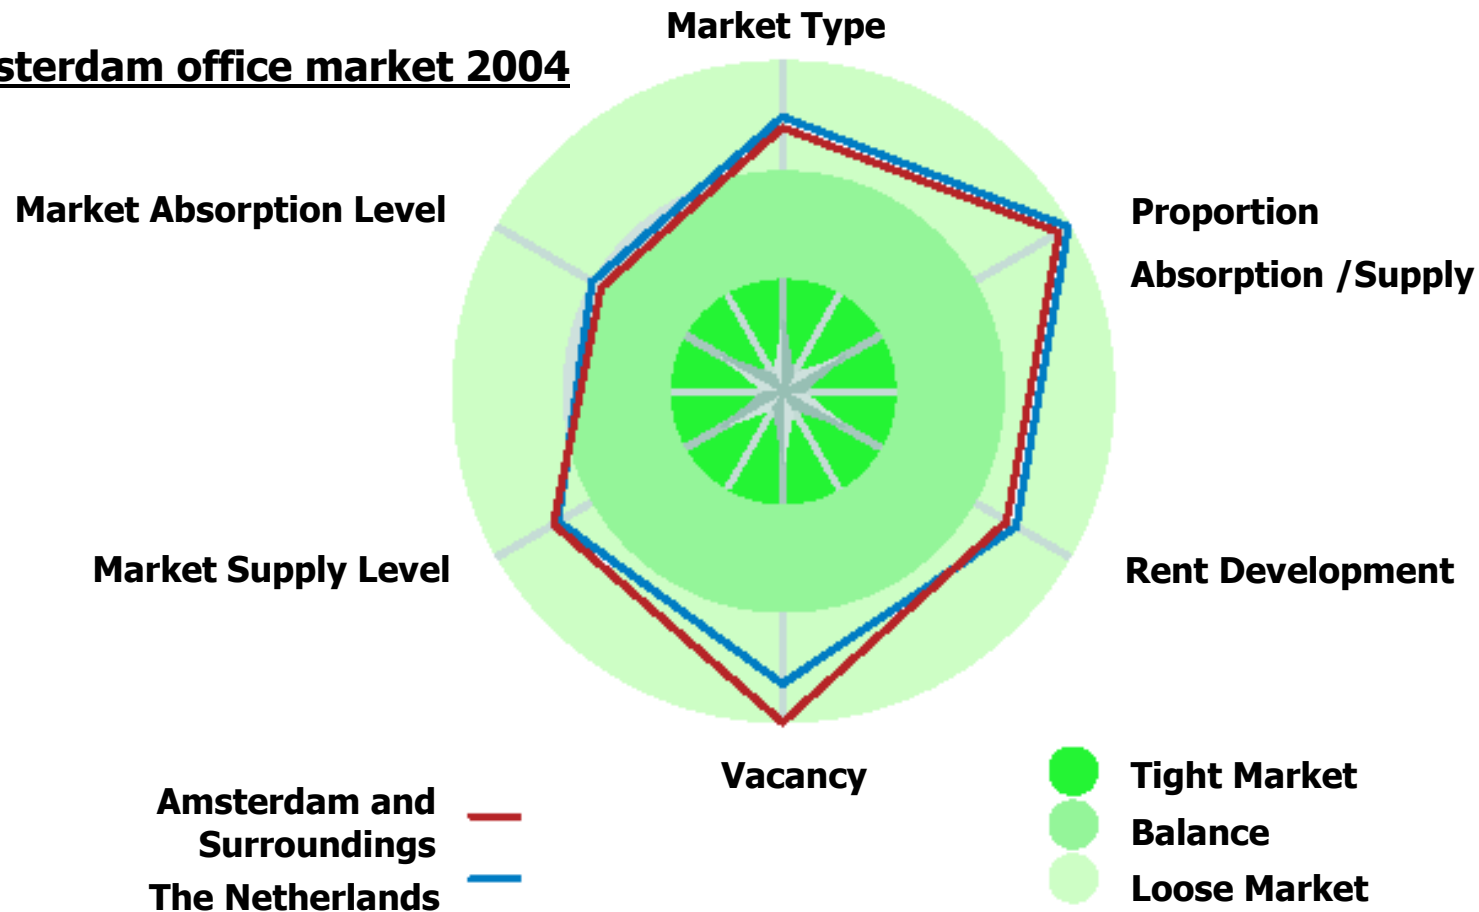 Market Type
sterdam office market 2004
Market Absorption Level
Proportion
Absorption /Supply
Market Supply Level
Rent Development
Vacancy
Amsterdam and
Surroundings
The Netherlands
Tight Market
Balance
Loose Market